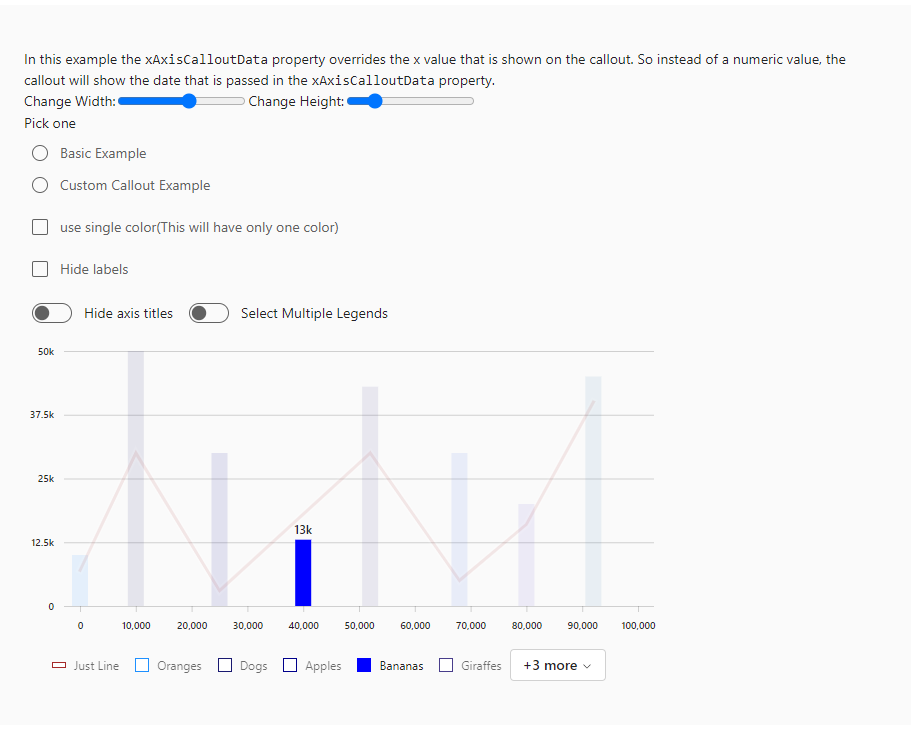 In this example the xAxisCalloutData property overrides the x value that is shown on the callout. So instead of a numeric value, the
callout will show the date that is passed in the xAxisCalloutData property.
Change Width: Change Height:
Pick one
Basic Example
Custom Callout Example
use single color(This will have only one color)
Hide labels
Hide axis titles Select Multiple Legends
50k
37.5k
25k
13k
12.5k
0
0 10,000 20,000 30,000 40,000 50,000 60,000 70,000 80,000 90,000 100,000
Just Line Oranges Dogs Apples Bananas Giraffes +3 more